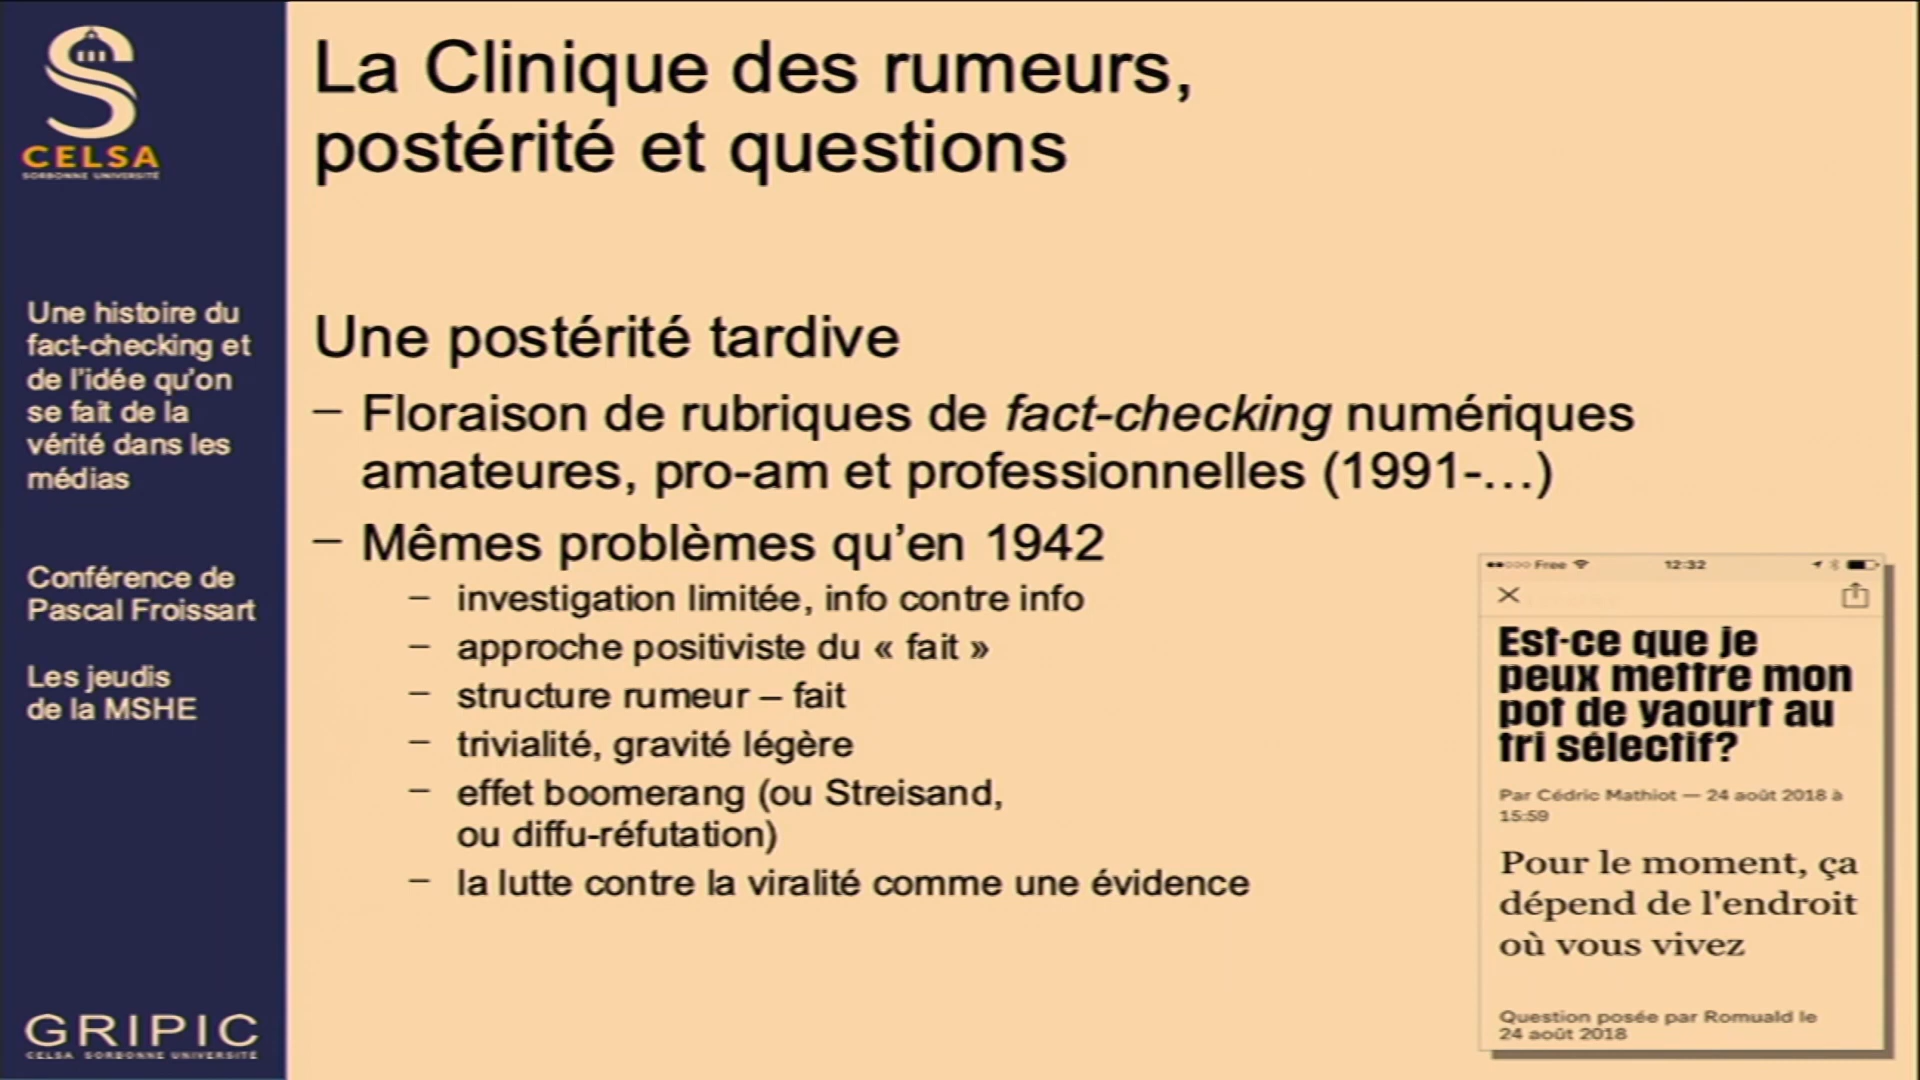 CELSA
SORBONNE UNIVERSITÉ
Une histoire du
fact-checking et
de l'idée qu'on
se fait de la
vérité dans les
médias
Conférence de
Pascal Froissart
Les jeudis
de la MSHE
GRIPIC
CELSA SORBONNE UNIVERSITÉ
La Clinique des rumeurs,
postérité et questions
Une postérité tardive
– Floraison de rubriques de fact-checking numériques
amateures, pro-am et professionnelles (1991-…)
– Mêmes problèmes qu'en 1942
– investigation limitée, info contre info
– approche positiviste du « fait »
– structure rumeur – fait
– trivialité, gravité légère
– effet boomerang (ou Streisand,
ou diffu-réfutation)
– la lutte contre la viralité comme une évidence
Free 12:32
Est-ce que je
peux mettre mon
pot de yaourt au
tri sélectif?
Par Cédric Mathiot — 24 août 2018 à
15:59
Pour le moment, ça
dépend de l'endroit
où vous vivez
Question posée par Romuald le
24 août 2018